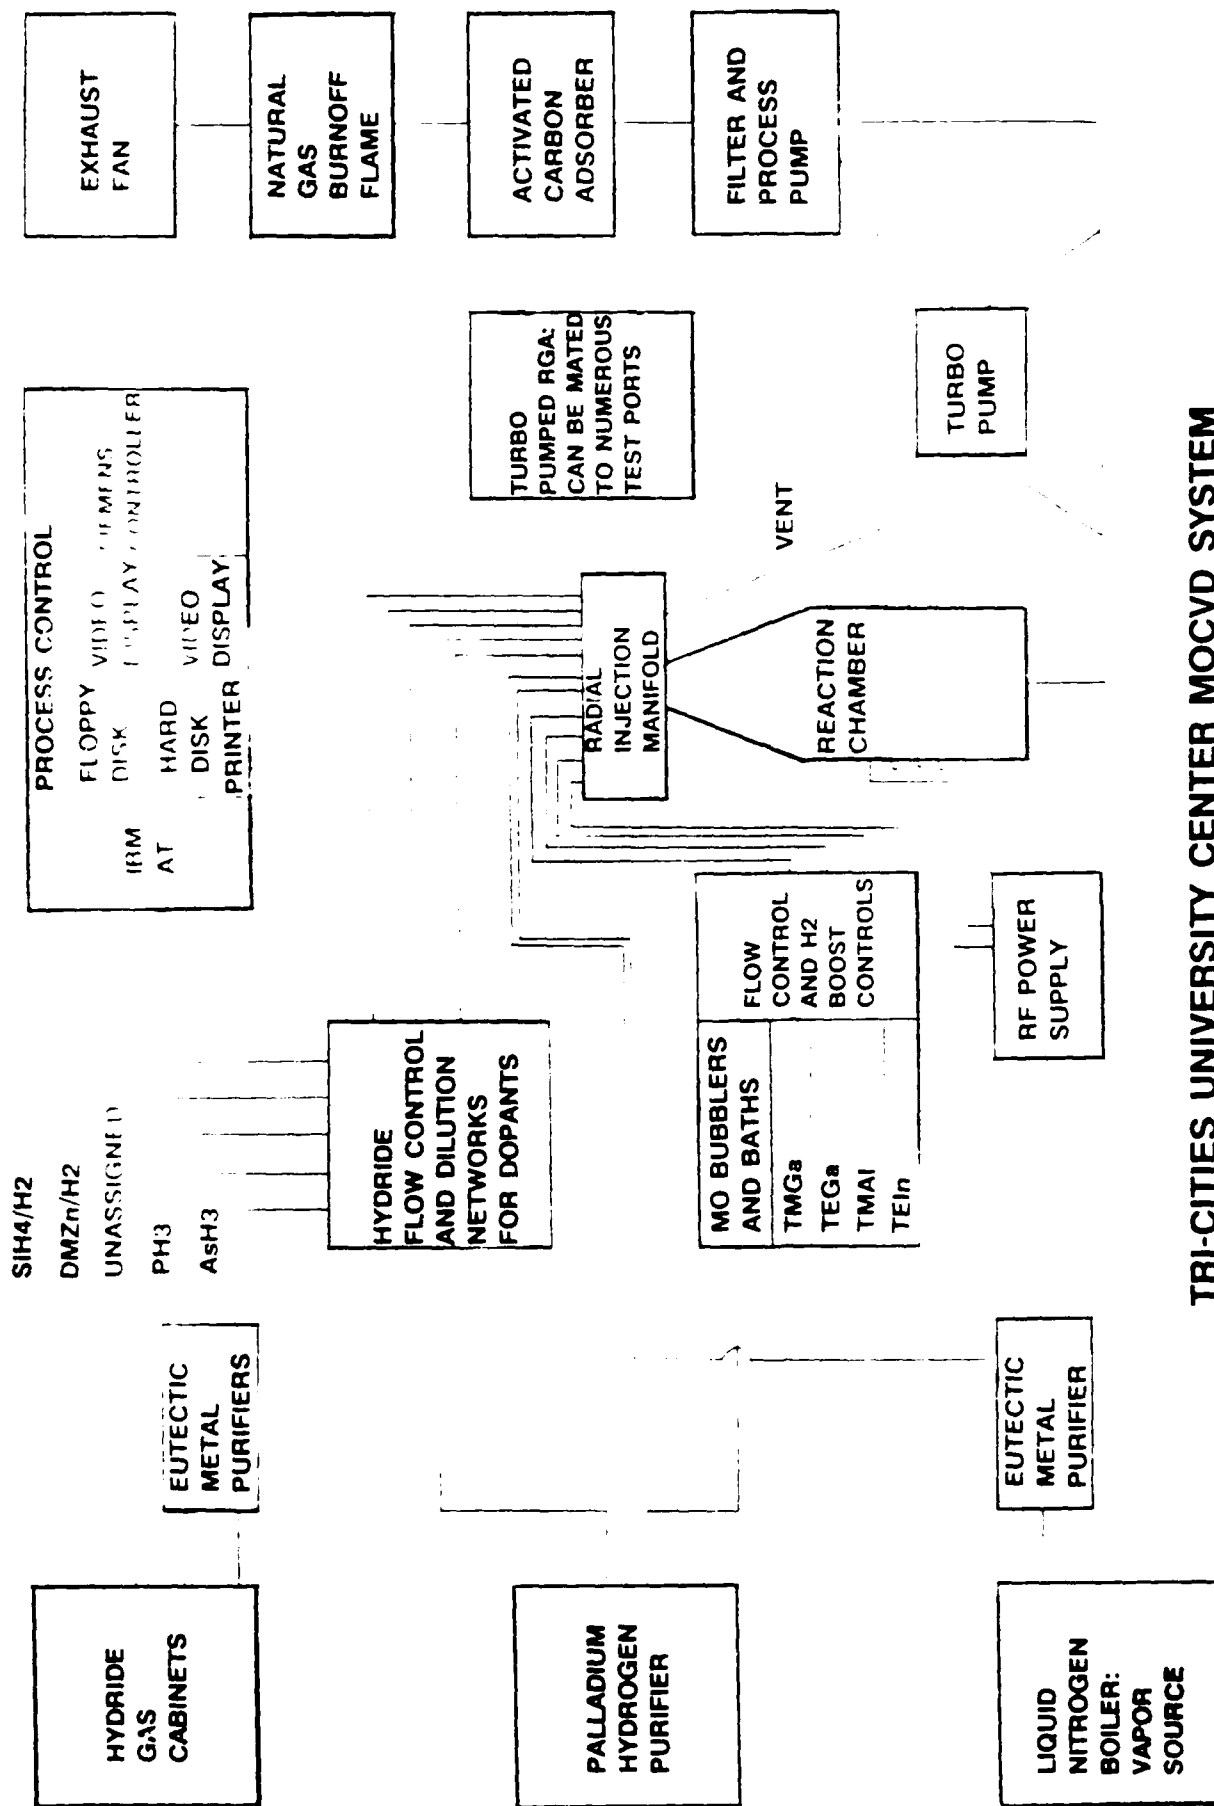 HYDRIDE
GAS
CABINETS
EUTECTIC
METAL
PURIFIERS
SiH4/H2
DMZn/H2
UNASSIGNED
PH3
AsH3
PROCESS CONTROL
FLOPPY
DISK
VIDEO
DISPLAY
SIEMENS
CONTROLLER
IBM
AT
HARD
DISK
VIDEO
DISPLAY
PRINTER
EXHAUST
FAN
NATURAL
GAS
BURNOFF
FLAME
ACTIVATED
CARBON
ADSORBER
FILTER AND
PROCESS
PUMP
PALLADIUM
HYDROGEN
PURIFIER
HYDRIDE
FLOW CONTROL
AND DILUTION
NETWORKS
FOR DOPANTS
TURBO
PUMPED RGA:
CAN BE MATED
TO NUMEROUS
TEST PORTS
RADIAL
INJECTION
MANIFOLD
VENT
MO BUBBLERS
AND BATHS
TMGa
TEGa
TMAl
TEIn
FLOW
CONTROL
AND H2
BOOST
CONTROLS
REACTION
CHAMBER
TURBO
PUMP
LIQUID
NITROGEN
BOILER:
VAPOR
SOURCE
EUTECTIC
METAL
PURIFIER
RF POWER
SUPPLY
TRI-CITIES UNIVERSITY CENTER MOCVD SYSTEM